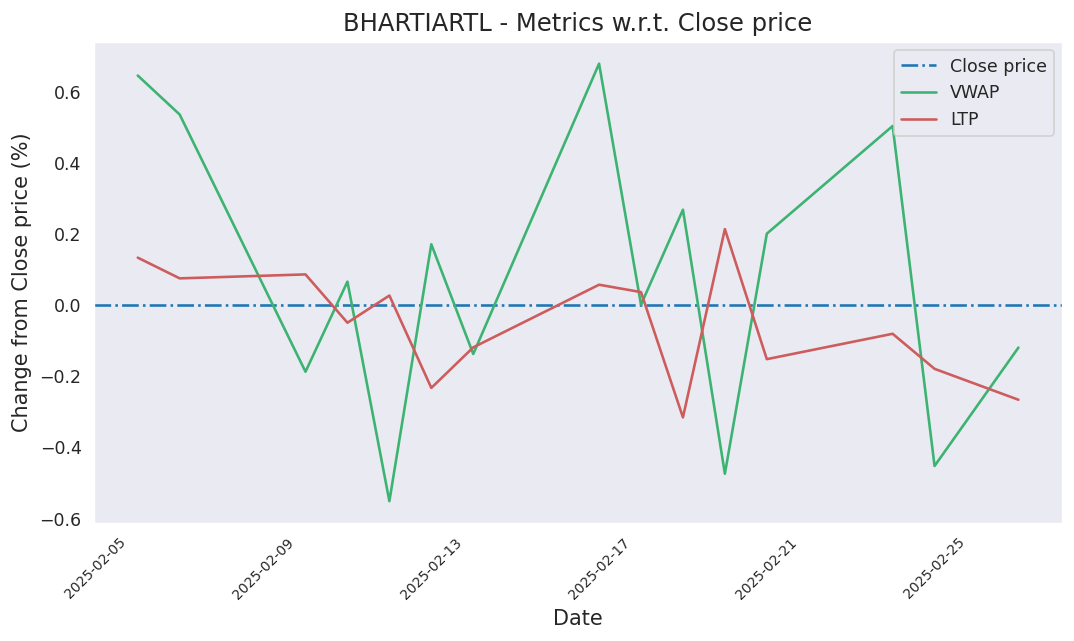 BHARTIARTL - Metrics w.r.t. Close price
Close price
VWAP
LTP
Change from Close price (%)
0.6
0.4
0.2
0.0
−0.2
−0.4
−0.6
2025-02-05
2025-02-09
2025-02-13
2025-02-17
2025-02-21
2025-02-25
Date